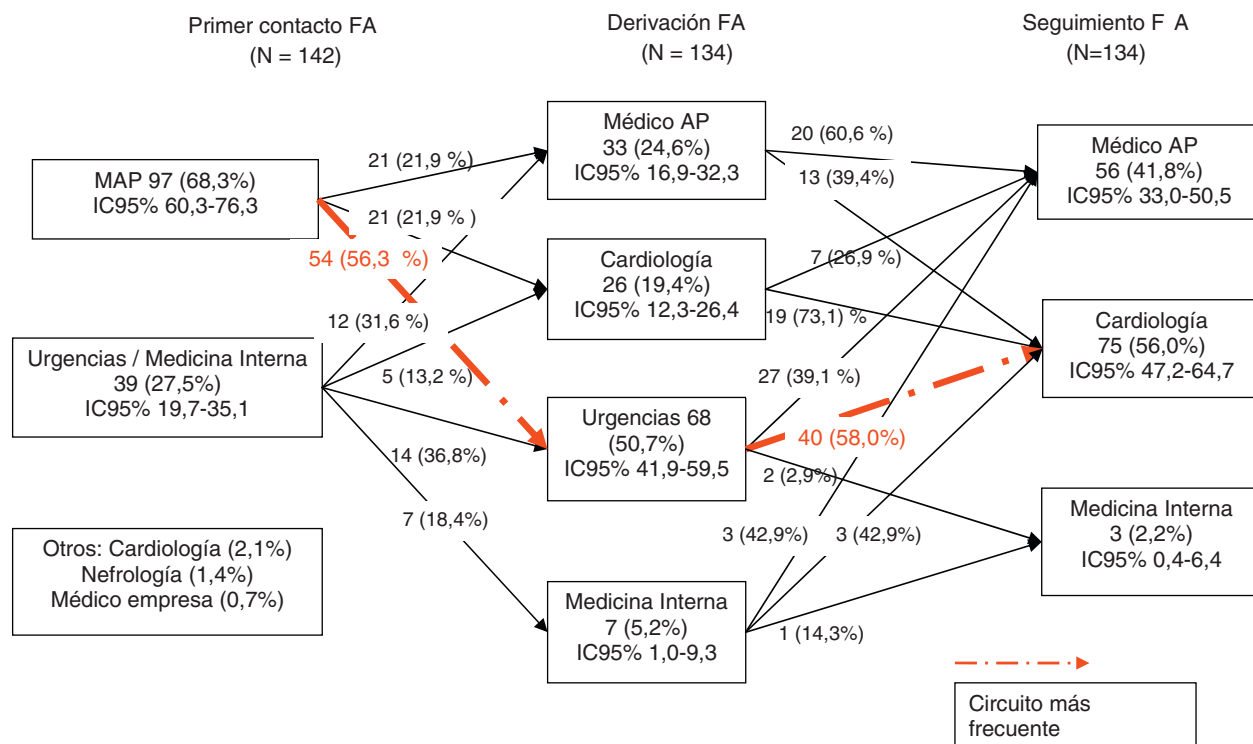 Primer contacto FA
(N = 142)
Derivación FA
(N = 134)
Seguimiento F A
(N=134)
MAP 97 (68,3%)
IC95% 60,3-76,3
Urgencias / Medicina Interna
39 (27,5%)
IC95% 19,7-35,1
Otros: Cardiología (2,1%)
Nefrología (1,4%)
Médico empresa (0,7%)
21 (21,9 %)
21 (21,9 % )
54 (56,3 %)
12 (31,6 %)
5 (13,2 %)
14 (36,8%)
7 (18,4%)
Médico AP
33 (24,6%)
IC95% 16,9-32,3
Cardiología
26 (19,4%)
IC95% 12,3-26,4
Urgencias 68
(50,7%)
IC95% 41,9-59,5
Medicina Interna
7 (5,2%)
IC95% 1,0-9,3
20 (60,6 %)
13 (39,4%)
7 (26,9 %)
19 (73,1) %
27 (39,1 %)
40 (58,0%)
2 (2,9%)
3 (42,9%)
3 (42,9%)
1 (14,3%)
Médico AP
56 (41,8%)
IC95% 33,0-50,5
Cardiología
75 (56,0%)
IC95% 47,2-64,7
Medicina Interna
3 (2,2%)
IC95% 0,4-6,4
Circuito más
frecuente